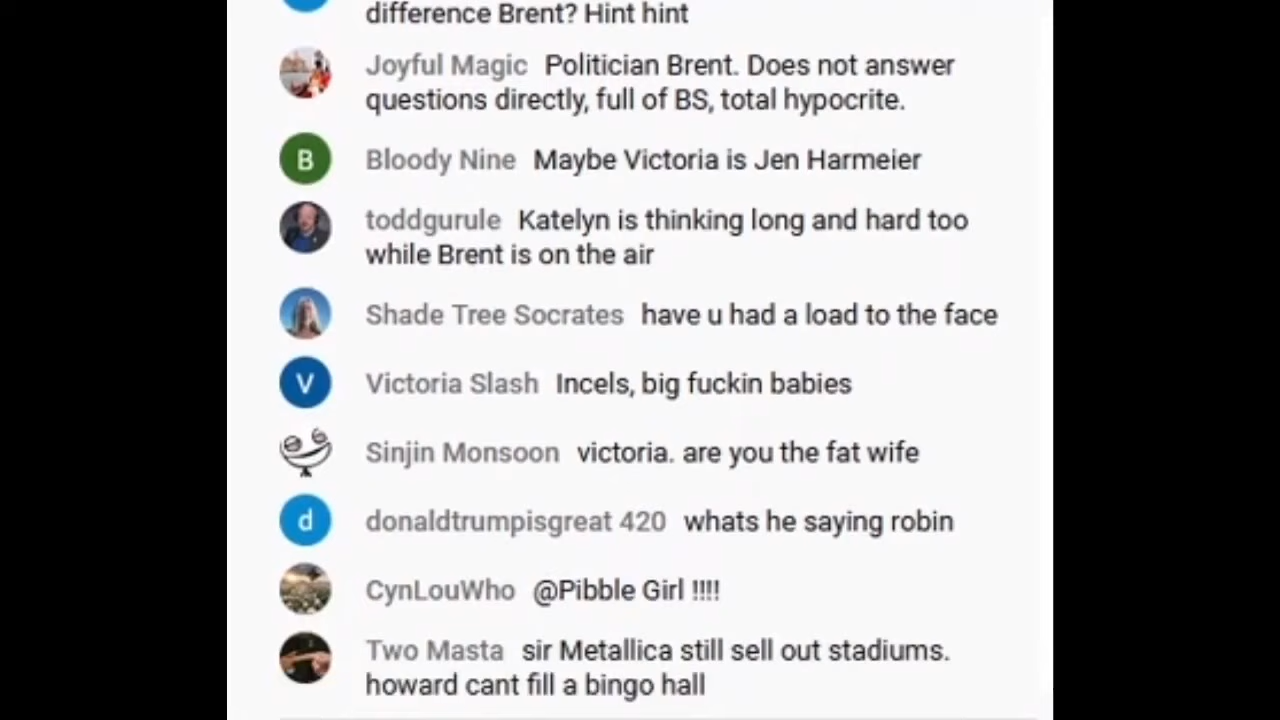 difference Brent? Hint hint
Joyful Magic Politician Brent. Does not answer
questions directly, full of BS, total hypocrite.
B Bloody Nine Maybe Victoria is Jen Harmeier
toddgurule Katelyn is thinking long and hard too
while Brent is on the air
Shade Tree Socrates have u had a load to the face
V Victoria Slash Incels, big fuckin babies
Sinjin Monsoon victoria. are you the fat wife
d donaldtrumpisgreat 420 whats he saying robin
CynLouWho @Pibble Girl !!!!
Two Masta sir Metallica still sell out stadiums.
howard cant fill a bingo hall